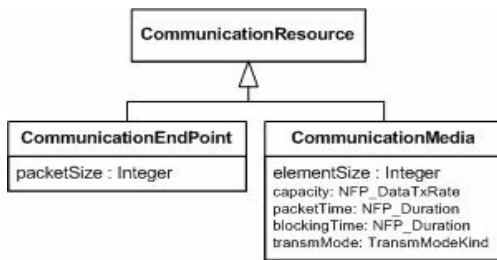 CommunicationResource
CommunicationEndPoint
packetSize : Integer
CommunicationMedia
elementSize : Integer
capacity: NFP_DataTxRate
packetTime: NFP_Duration
blockingTime: NFP_Duration
transmMode: TransmModeKind